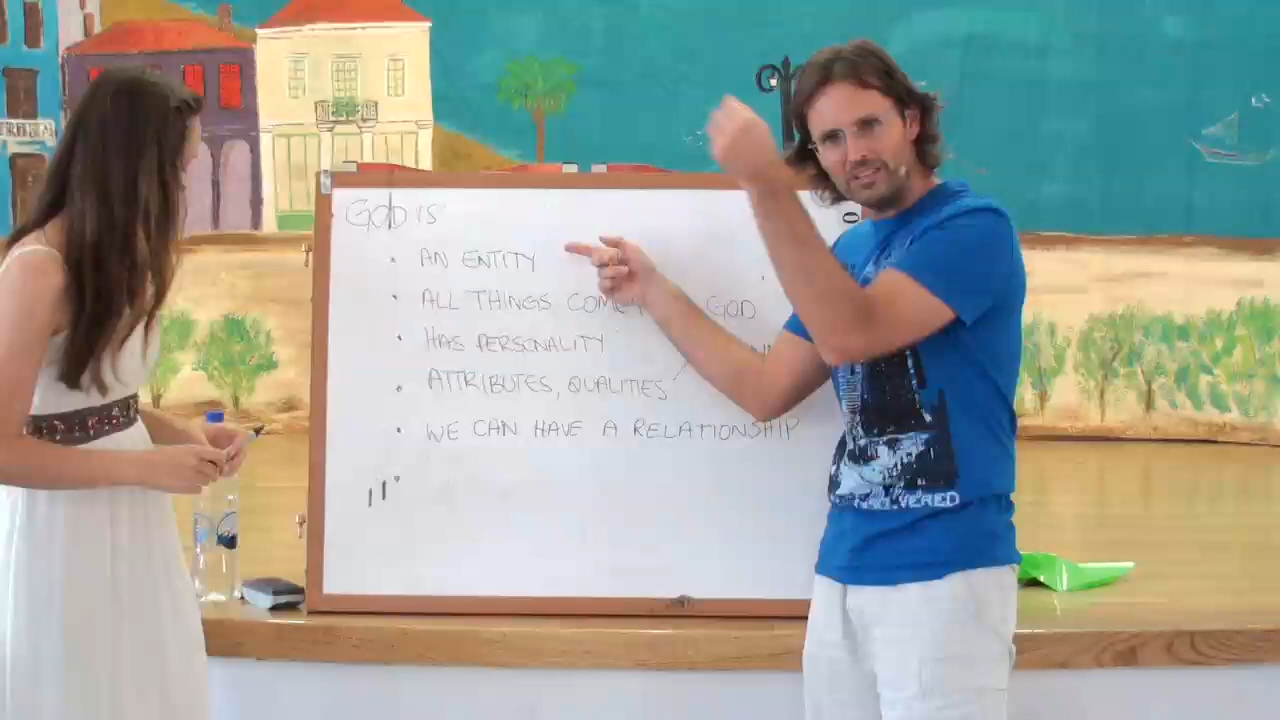 GOD IS
• AN ENTITY
• ALL THINGS COME GOD
• HAS PERSONALITY
• ATTRIBUTES, QUALITIES
• WE CAN HAVE A RELATIONSHIP